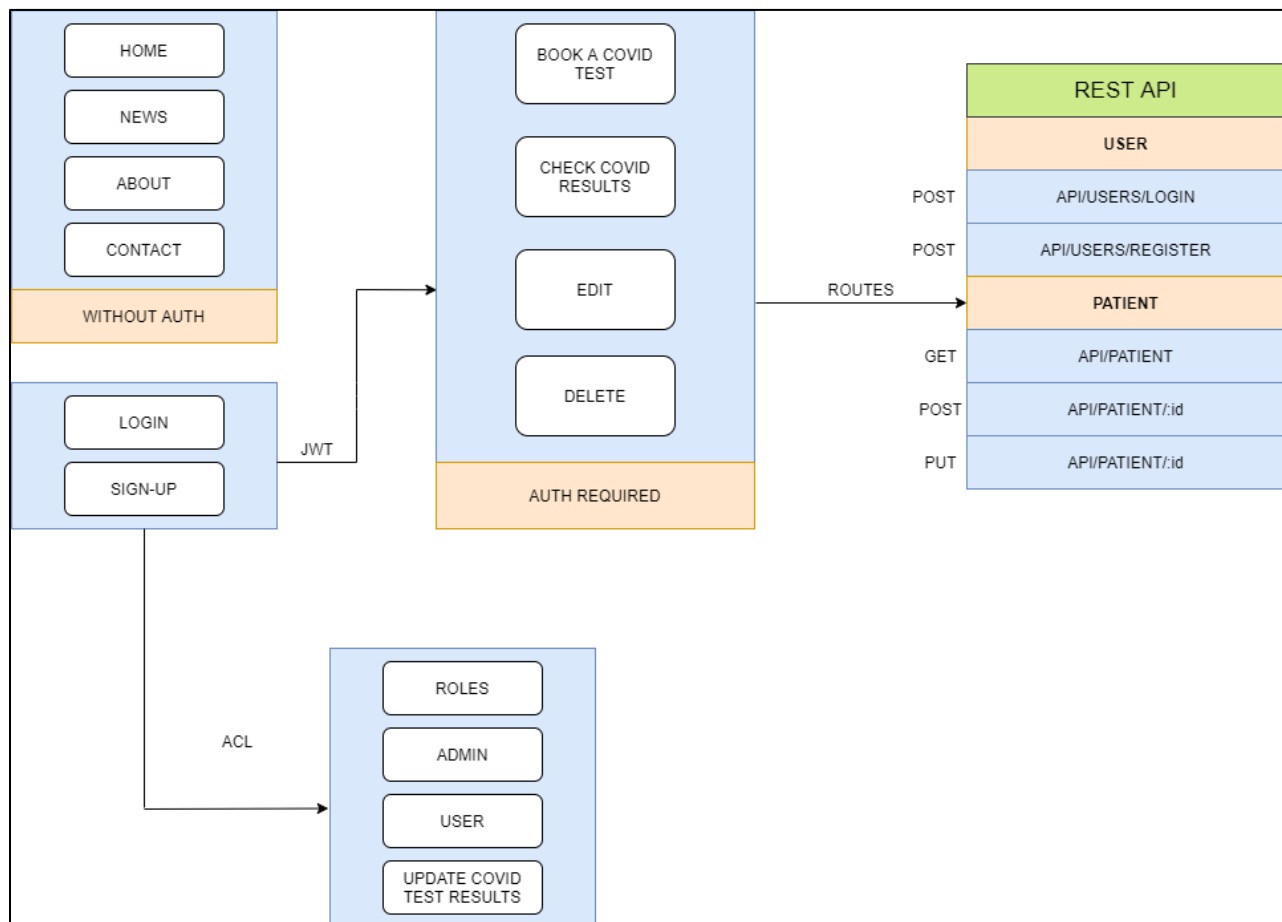 HOME
NEWS
ABOUT
CONTACT
WITHOUT AUTH
LOGIN
SIGN-UP
JWT
BOOK A COVID
TEST
CHECK COVID
RESULTS
EDIT
DELETE
AUTH REQUIRED
ROUTES
REST API
USER
POST API/USERS/LOGIN
POST API/USERS/REGISTER
PATIENT
GET API/PATIENT
POST API/PATIENT/:id
PUT API/PATIENT/:id
ACL
ROLES
ADMIN
USER
UPDATE COVID
TEST RESULTS